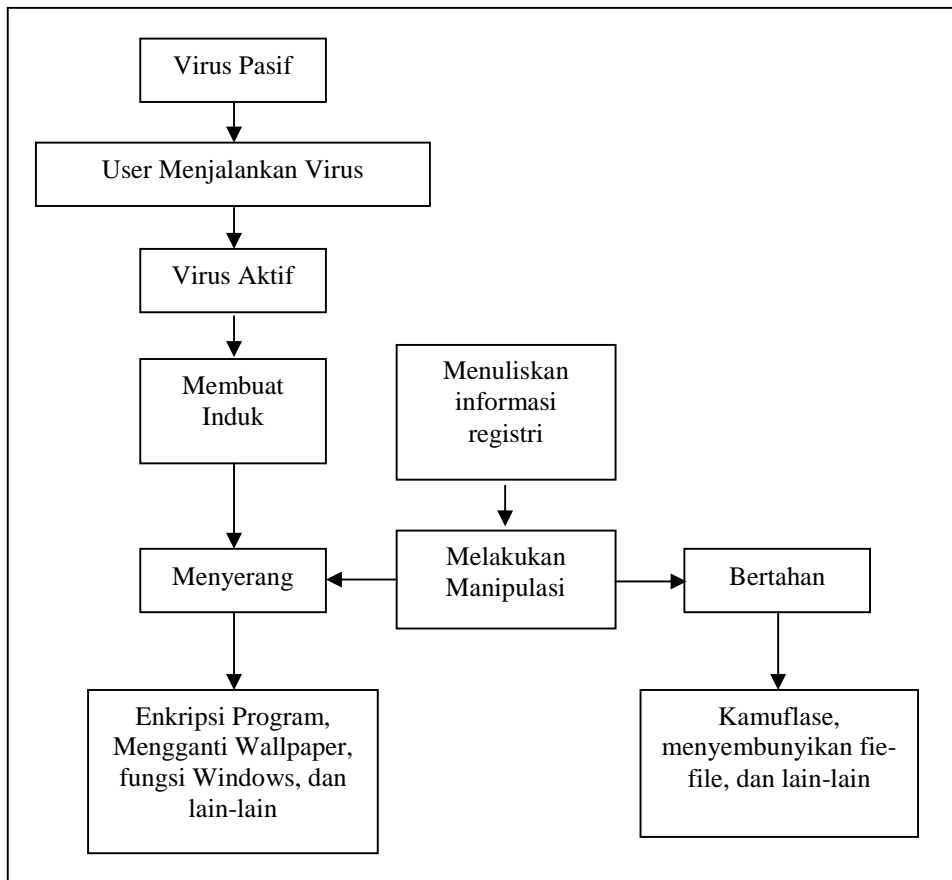 Virus Pasif
User Menjalankan Virus
Virus Aktif
Membuat
Induk
Menuliskan
informasi
registri
Menyerang
Melakukan
Manipulasi
Bertahan
Enkripsi Program,
Mengganti Wallpaper,
fungsi Windows, dan
lain-lain
Kamuflase,
menyembunyikan fie-
file, dan lain-lain